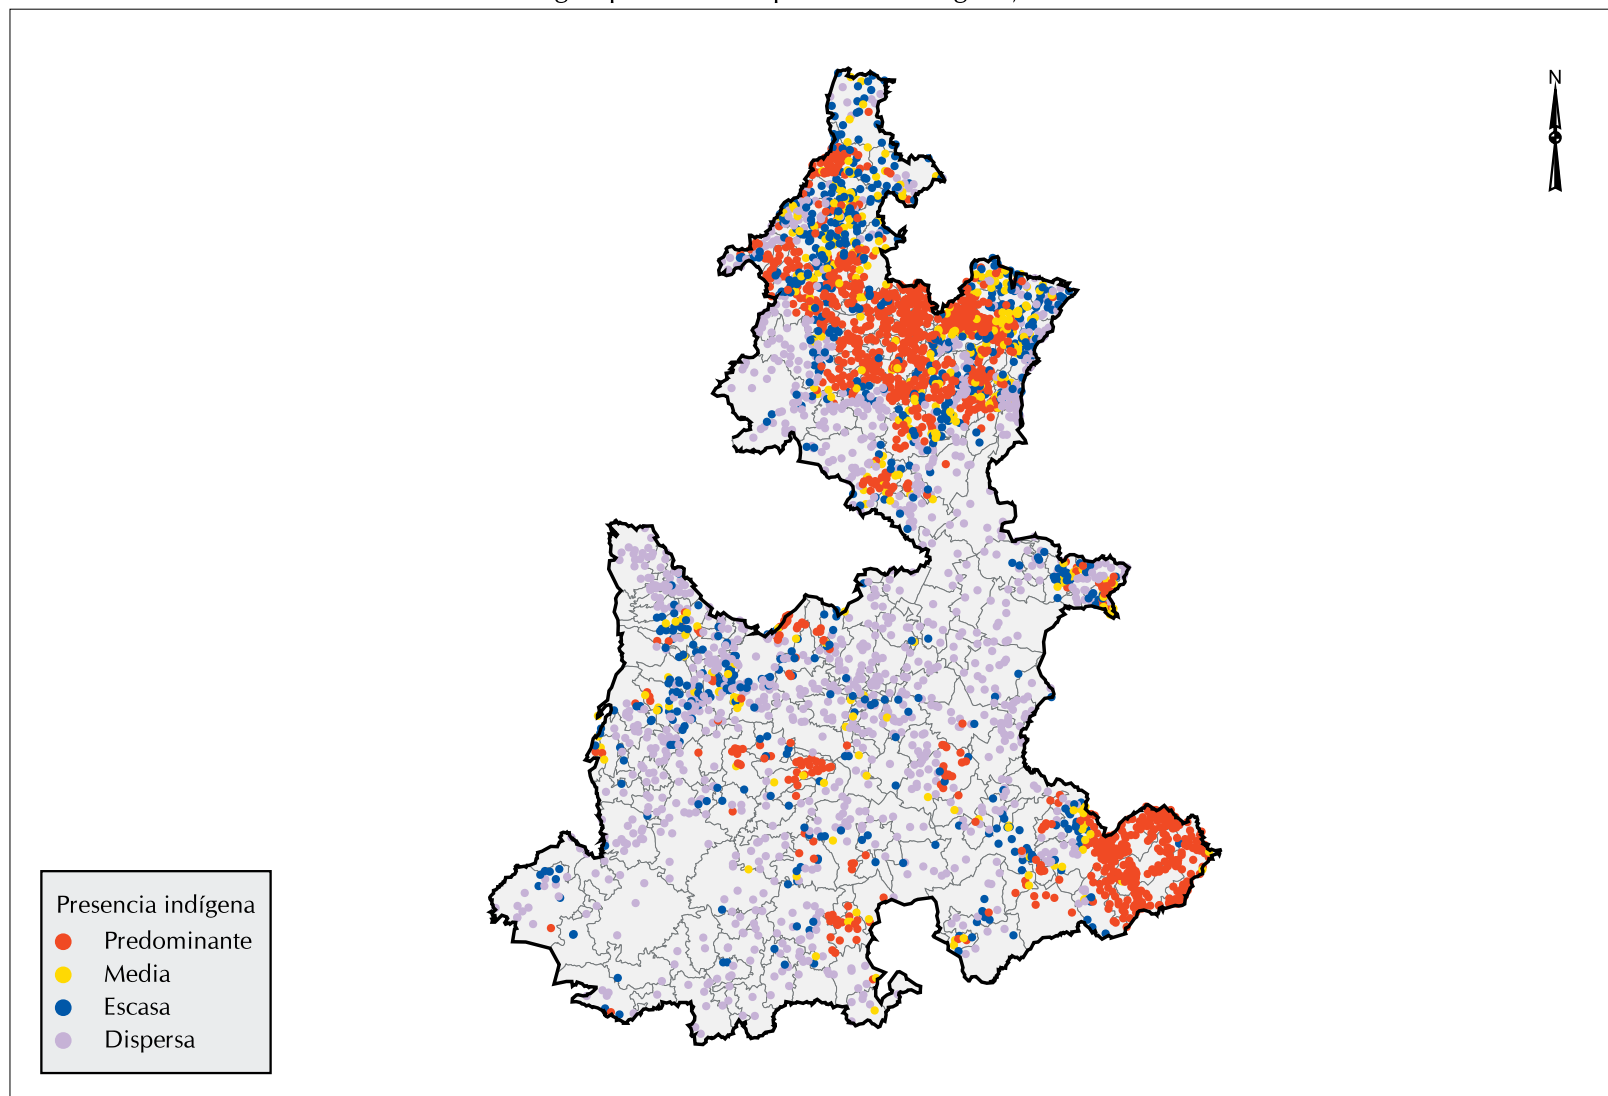 N
Presencia indígena
Predominante
Media
Escasa
Dispersa